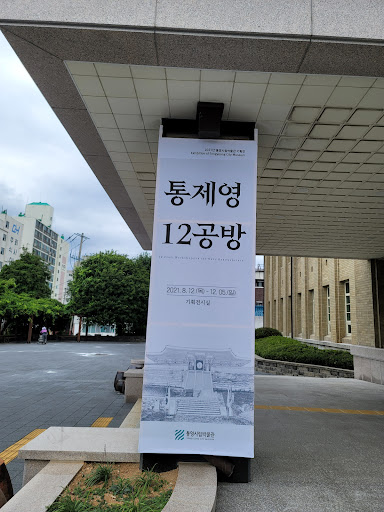 통제영
12공방
2021. 8. 12.(목) - 12. 05.(일)
기획전시실
통영시립박물관